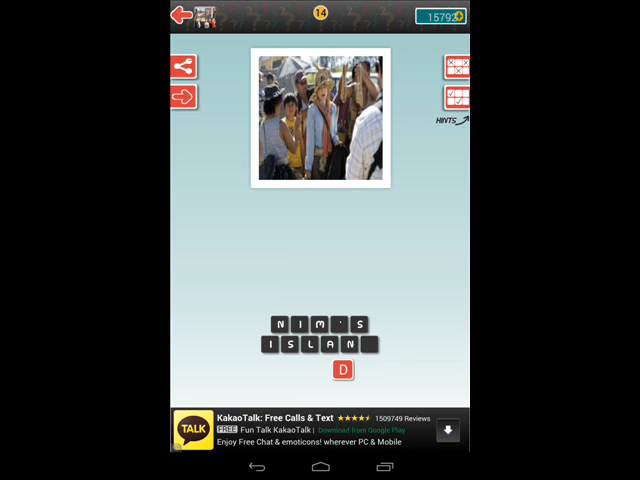 14
15792
HINTS
NIM'S
ISLAN
D
KakaoTalk: Free Calls & Text 1509749 Reviews
TALK
FREE Fun Talk KakaoTalk | Download from Google Play
Enjoy Free Chat & emoticons! wherever PC & Mobile